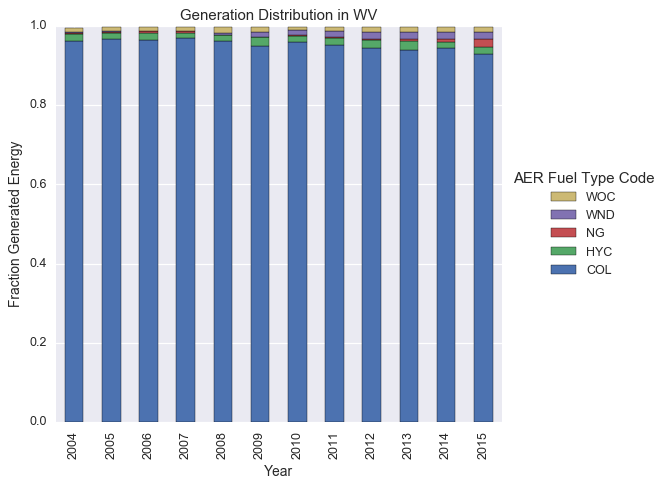 Generation Distribution in WV
1.0
0.8
0.6
0.4
0.2
0.0
Fraction Generated Energy
2004
2005
2006
2007
2008
2009
2010
2011
2012
2013
2014
2015
Year
AER Fuel Type Code
WOC
WND
NG
HYC
COL